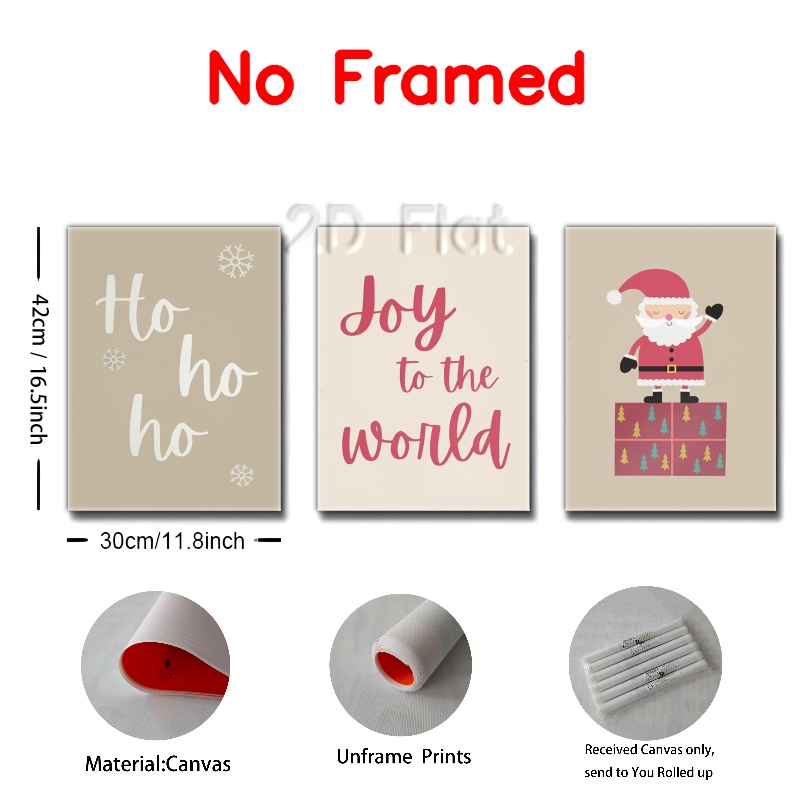 No Framed
2D Flat
Ho
ho
ho
Joy
to the
world
42cm / 16.5inch
30cm/11.8inch
Material:Canvas
Unframe Prints
Received Canvas only,
send to You Rolled up